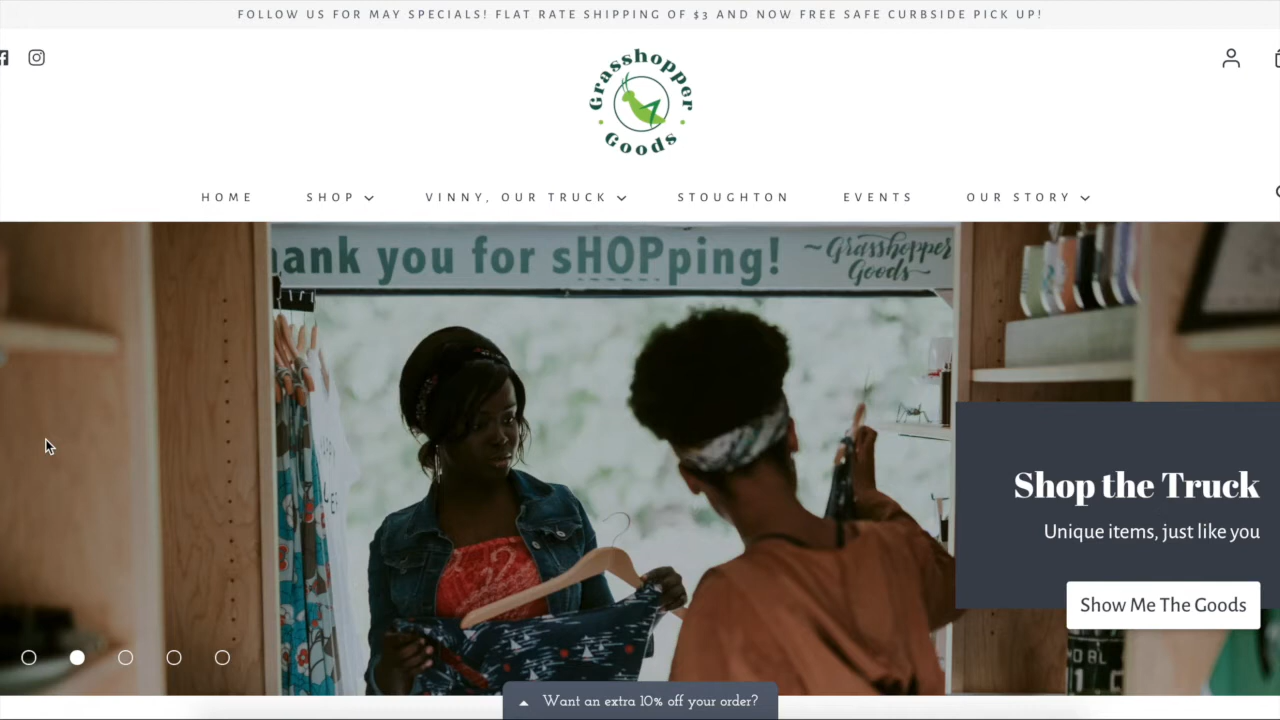 FOLLOW US FOR MAY SPECIALS! FLAT RATE SHIPPING OF $3 AND NOW FREE SAFE CURBSIDE PICK UP!
Grasshopper
Goods
HOME SHOP VINNY, OUR TRUCK STOUGHTON EVENTS OUR STORY
hank you for sHOPping! ~Grasshopper
Goods~
Shop the Truck
Unique items, just like you
Show Me The Goods
Want an extra 10% off your order?